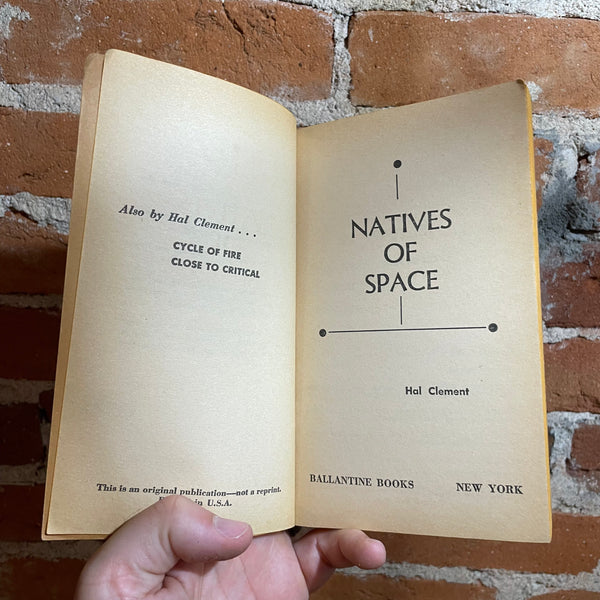 Also by Hal Clement . . .
CYCLE OF FIRE
CLOSE TO CRITICAL
This is an original publication—not a reprint.
in U.S.A.
NATIVES
OF
SPACE
Hal Clement
BALLANTINE BOOKS NEW YORK